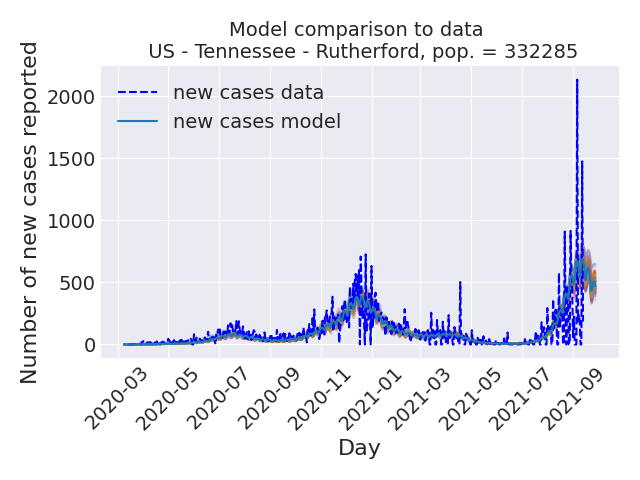 Model comparison to data
US - Tennessee - Rutherford, pop. = 332285
Number of new cases reported
new cases data
new cases model
2000
1500
1000
500
0
2020-03
2020-05
2020-07
2020-09
2020-11
2021-01
2021-03
2021-05
2021-07
2021-09
Day